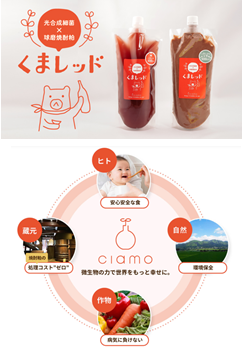 光合成細菌
×
球磨焼酎粕
くまレッド
ヒト
安心安全な食
蔵元
自然
焼酎粕の
処理コスト“ゼロ”
環境保全
ciamo
微生物の力で世界をもっと幸せに。
作物
病気に負けない